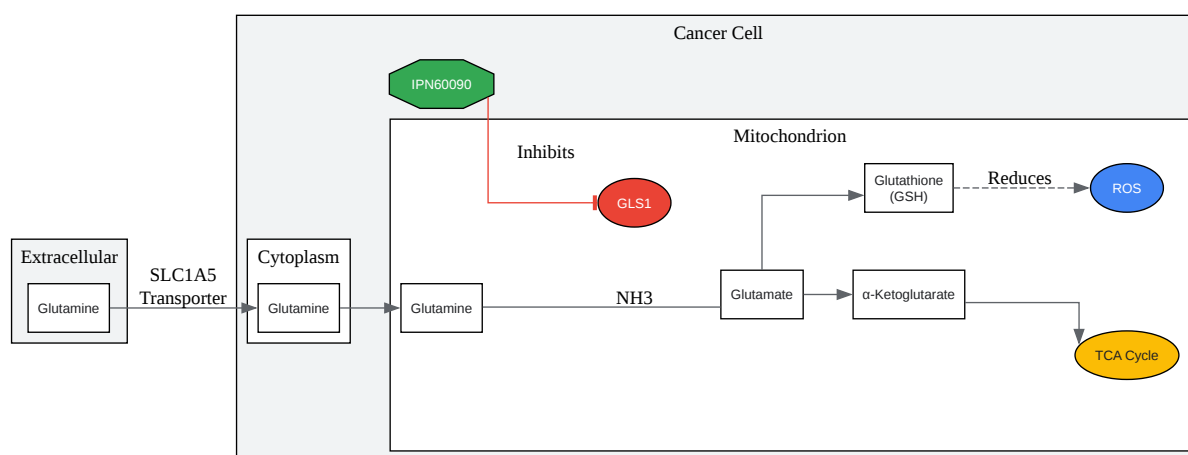 Cancer Cell
IPN60090
Mitochondrion
Inhibits
GLS1
Glutathione
(GSH)
Reduces
ROS
Extracellular
Glutamine
SLC1A5
Transporter
Cytoplasm
Glutamine
Glutamine
NH3
Glutamate
α-Ketoglutarate
TCA Cycle